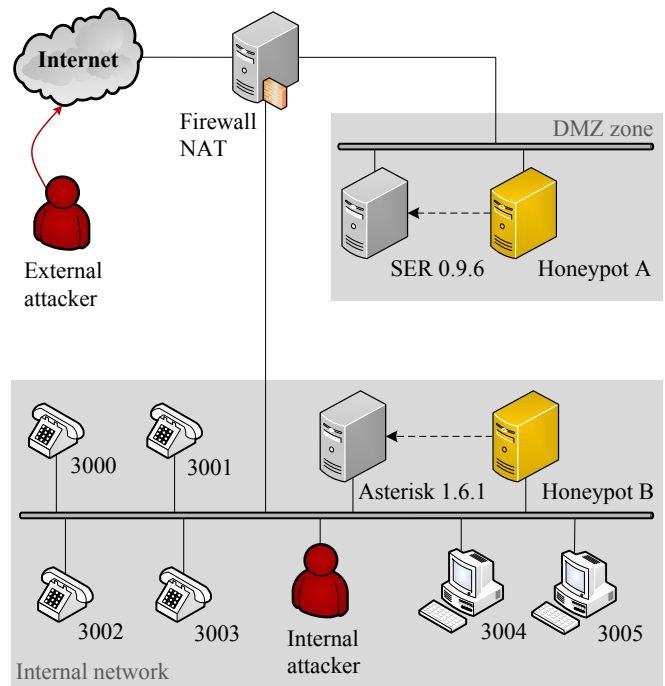 Internet
Firewall
NAT
DMZ zone
External
attacker
SER 0.9.6
Honeypot A
3000
3001
Asterisk 1.6.1
Honeypot B
3002
3003
Internal
attacker
3004
3005
Internal network